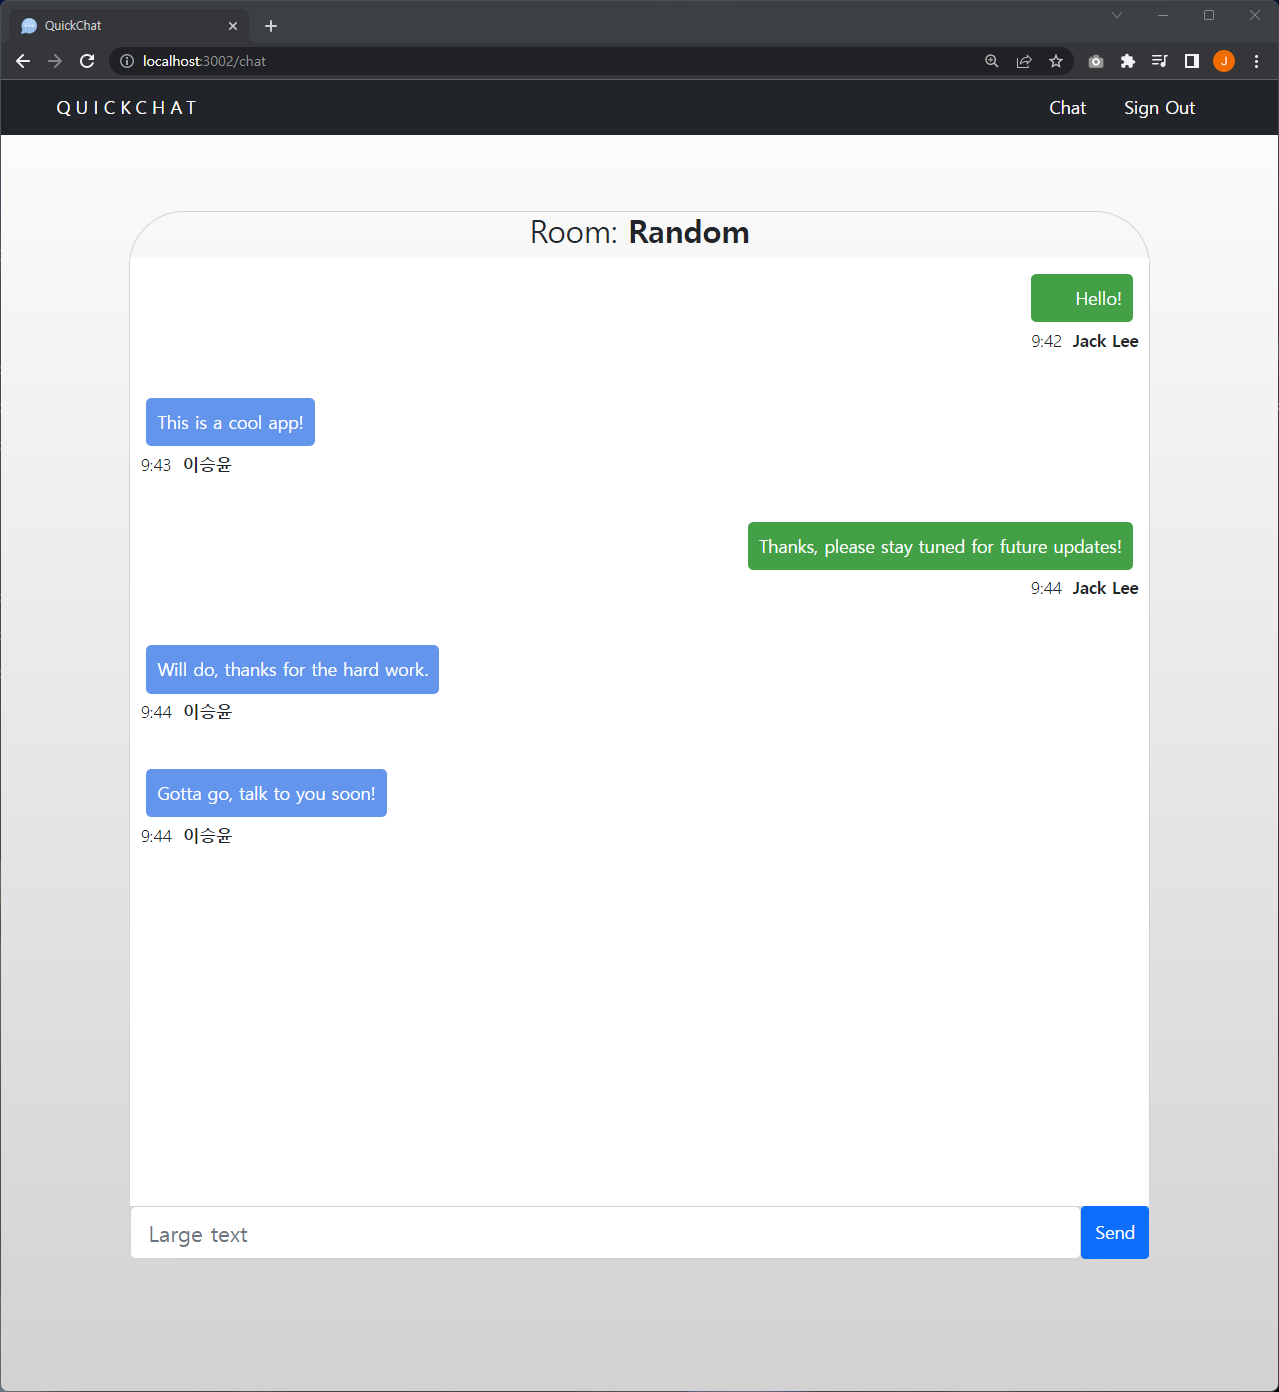 QuickChat
localhost:3002/chat
J
QUICKCHAT
Chat
Sign Out
Room: Random
Hello!
9:42 Jack Lee
This is a cool app!
9:43 이승윤
Thanks, please stay tuned for future updates!
9:44 Jack Lee
Will do, thanks for the hard work.
9:44 이승윤
Gotta go, talk to you soon!
9:44 이승윤
Large text
Send